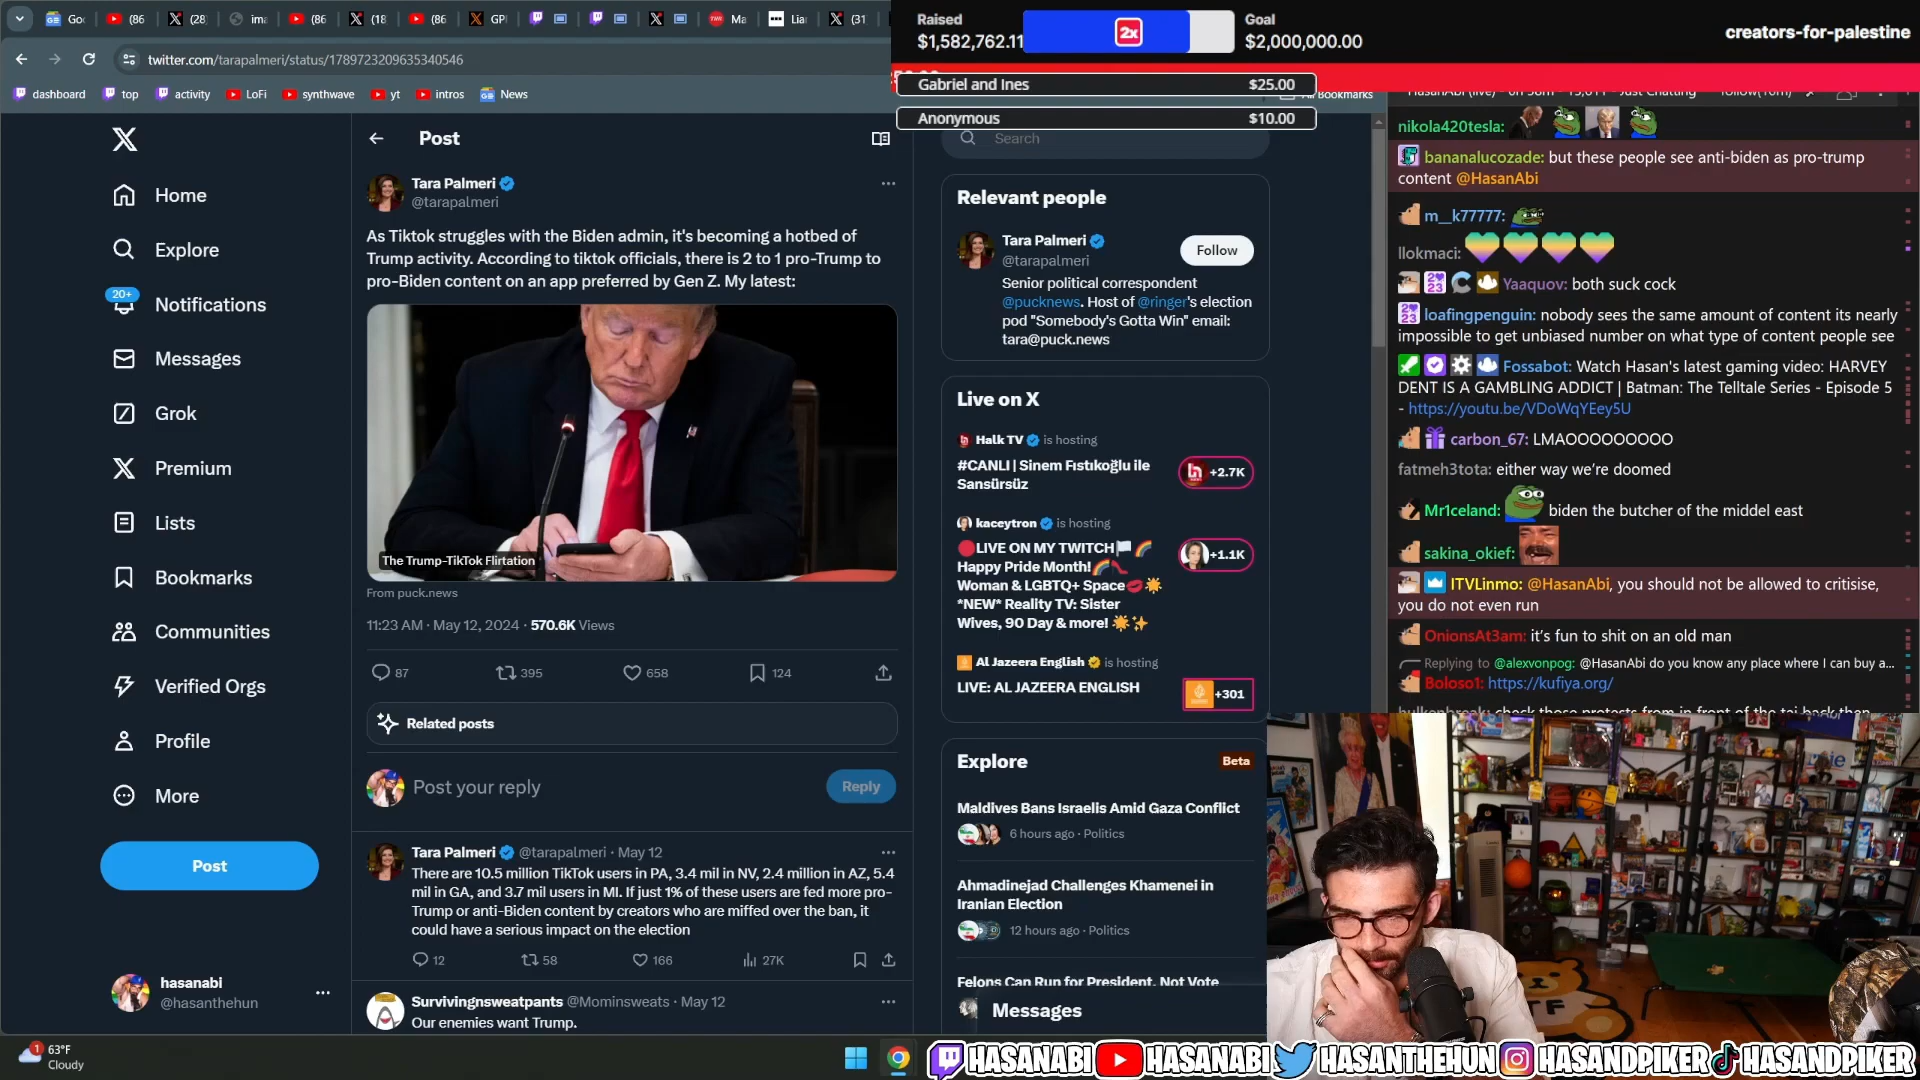 Goo
(86
(28
ima
(86
(18
(86
GP
Ma
Lia
(31
twitter.com/tarapalmeri/status/1789723209635340546
dashboard
top
activity
LoFi
synthwave
yt
intros
News
All Bookmarks
Raised
$1,582,762.11
2x
Goal
$2,000,000.00
creators-for-palestine
Gabriel and Ines $25.00
Anonymous $10.00
Home
Explore
20+
Notifications
Messages
Grok
Premium
Lists
Bookmarks
Communities
Verified Orgs
Profile
More
Post
hasanabi
@hasanthehun
Post
Tara Palmeri
@tarapalmeri
As Tiktok struggles with the Biden admin, it's becoming a hotbed of
Trump activity. According to tiktok officials, there is 2 to 1 pro-Trump to
pro-Biden content on an app preferred by Gen Z. My latest:
The Trump-TikTok Flirtation
From puck.news
11:23 AM · May 12, 2024 · 570.6K Views
87
395
658
124
Related posts
Post your reply
Reply
Tara Palmeri @tarapalmeri · May 12
There are 10.5 million TikTok users in PA, 3.4 mil in NV, 2.4 million in AZ, 5.4
mil in GA, and 3.7 mil users in MI. If just 1% of these users are fed more pro-
Trump or anti-Biden content by creators who are miffed over the ban, it
could have a serious impact on the election
12
58
166
27K
Survivingnsweatpants @Mominsweats · May 12
Our enemies want Trump.
Search
Relevant people
Tara Palmeri
@tarapalmeri
Follow
Senior political correspondent
@pucknews. Host of @ringer's election
pod "Somebody's Gotta Win" email:
tara@puck.news
Live on X
Halk TV is hosting
#CANLI | Sinem Fıstıkoğlu ile
Sansürsüz
+2.7K
kaceytron is hosting
LIVE ON MY TWITCH
Happy Pride Month!
Woman & LGBTQ+ Space
*NEW* Reality TV: Sister
Wives, 90 Day & more!
+1.1K
Al Jazeera English is hosting
LIVE: AL JAZEERA ENGLISH
+301
Explore
Beta
Maldives Bans Israelis Amid Gaza Conflict
6 hours ago · Politics
Ahmadinejad Challenges Khamenei in
Iranian Election
12 hours ago · Politics
Felons Can Run for President, Not Vote
Messages
nikola420tesla:
bananalucozade: but these people see anti-biden as pro-trump
content @HasanAbi
m__k77777:
llokmaci:
Yaaquov: both suck cock
loafingpenguin: nobody sees the same amount of content its nearly
impossible to get unbiased number on what type of content people see
Fossabot: Watch Hasan's latest gaming video: HARVEY
DENT IS A GAMBLING ADDICT | Batman: The Telltale Series - Episode 5
- https://youtu.be/VDoWqYEey5U
carbon_67: LMAOOOOOOOOO
fatmeh3tota: either way we're doomed
Mr1celand: biden the butcher of the middel east
sakina_okief:
ITVLinmo: @HasanAbi, you should not be allowed to critisise,
you do not even run
OnionsAt3am: it's fun to shit on an old man
Replying to @alexvonpog: @HasanAbi do you know any place where I can buy a...
Boloso1: https://kufiya.org/
1
63°F
Cloudy
HASANABI
HASANABI
HASANTHEHUN
HASANDPIKER
HASANDPIKER